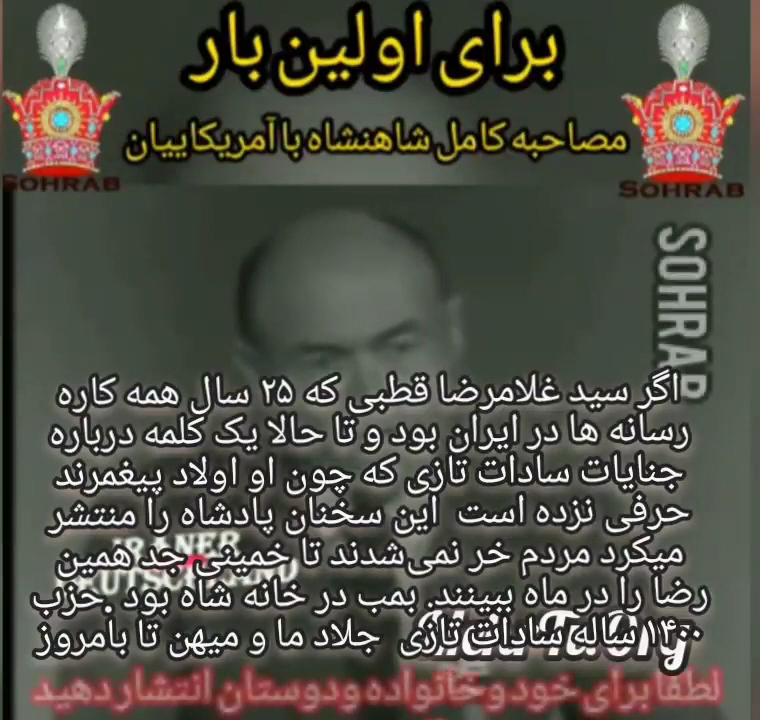 برای اولین بار
مصاحبه کامل شاهنشاه با آمریکاییان
SOHRAB
SOHRAB
SOHRAB
اگر سید غلامرضا قطبی که ۲۵ سال همه کاره
رسانه ها در ایران بود و تا حالا یک کلمه درباره
جنایات سادات تازی که چون او اولاد پیغمرند
حرفی نزده است این سخنان پادشاه را منتشر
میکرد مردم خر نمی‌شدند تا خمینی جد همین
رضا را در ماه ببینند. بمب در خانه شاه بود .حزب
۱۴۰۰ ساله سادات تازی جلاد ما و میهن تا بامروز
IRANER
لطفا برای خود و خانواده و دوستان انتشار دهید